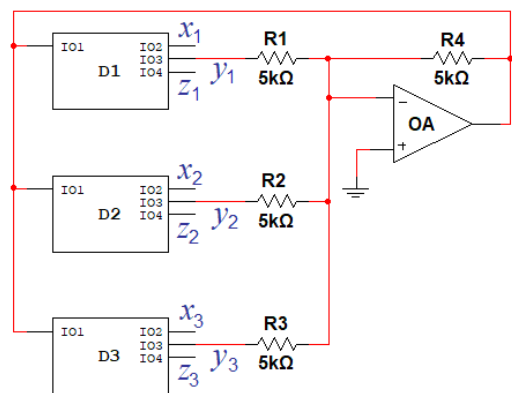 x1
IO1 IO2 R1 R4
D1 IO3
IO4 y1 5kΩ 5kΩ
z1 − OA
+
x2
IO1 IO2 R2
D2 IO3
IO4 y2 5kΩ
z2
x3
IO1 IO2 R3
D3 IO3
IO4 y3 5kΩ
z3